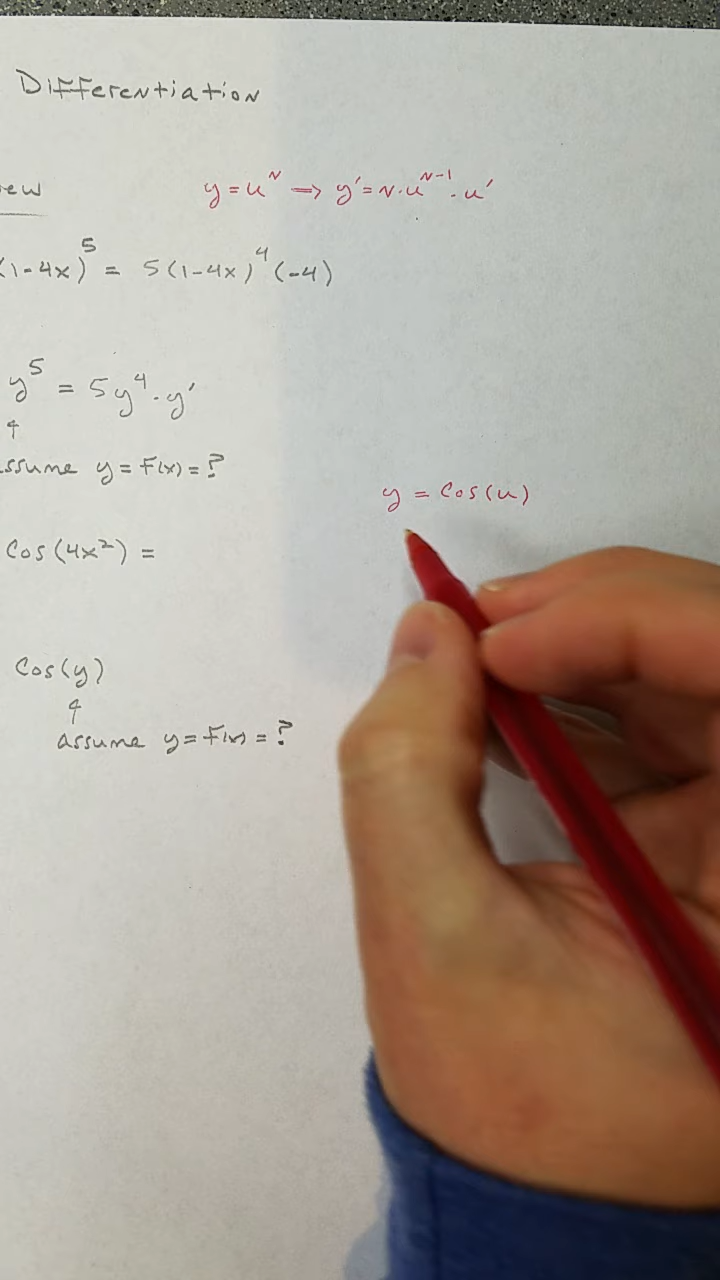 Differentiation
ew
y = u^N → y' = N·u^(N-1)·u'
(1-4x)^5 = 5(1-4x)^4(-4)
y^5 = 5y^4·y'
ssume y = F(x) = ?
y = Cos(u)
Cos(4x²) =
Cos(y)
assume y = F(x) = ?